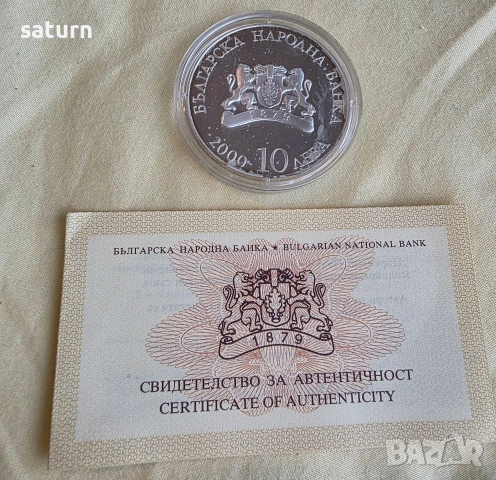 saturn
БЪЛГАРСКА НАРОДНА БАНКА
1879
· 2000 · 10 ЛЕВА
БЪЛГАРСКА НАРОДНА БАНКА ★ BULGARIAN NATIONAL BANK
1879
СВИДЕТЕЛСТВО ЗА АВТЕНТИЧНОСТ
CERTIFICATE OF AUTHENTICITY
BAZAR